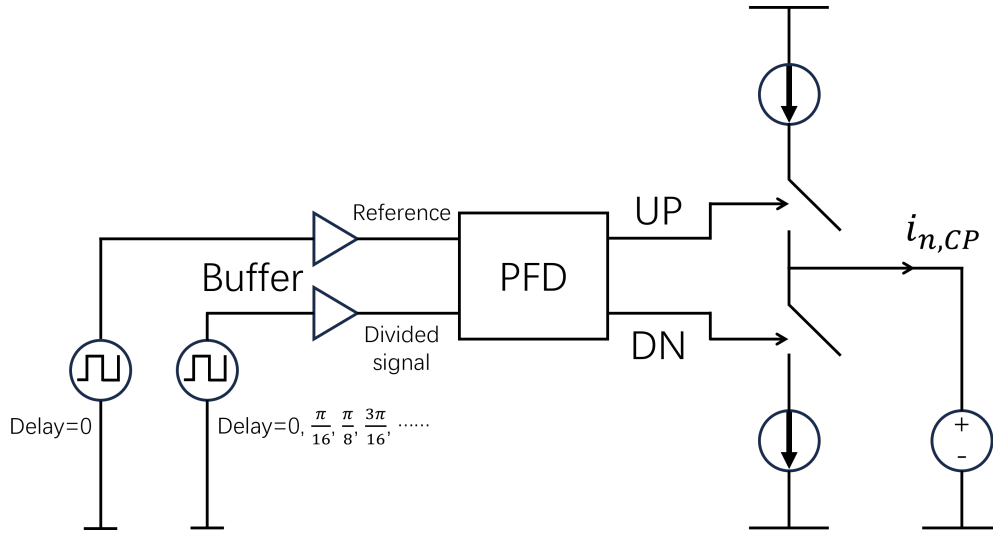 Reference
UP
i_{n,CP}
Buffer
PFD
Divided
signal
DN
Delay=0
Delay=0, π/16, π/8, 3π/16, ······
+
-